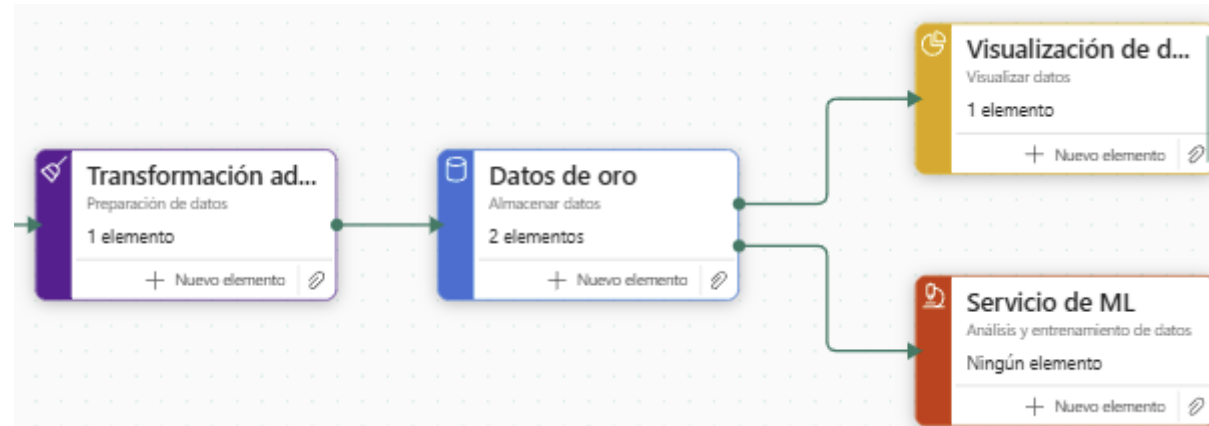 Transformación ad...
Preparación de datos
1 elemento
Nuevo elemento
Datos de oro
Almacenar datos
2 elementos
Nuevo elemento
Visualización de d...
Visualizar datos
1 elemento
Nuevo elemento
Servicio de ML
Análisis y entrenamiento de datos
Ningún elemento
Nuevo elemento